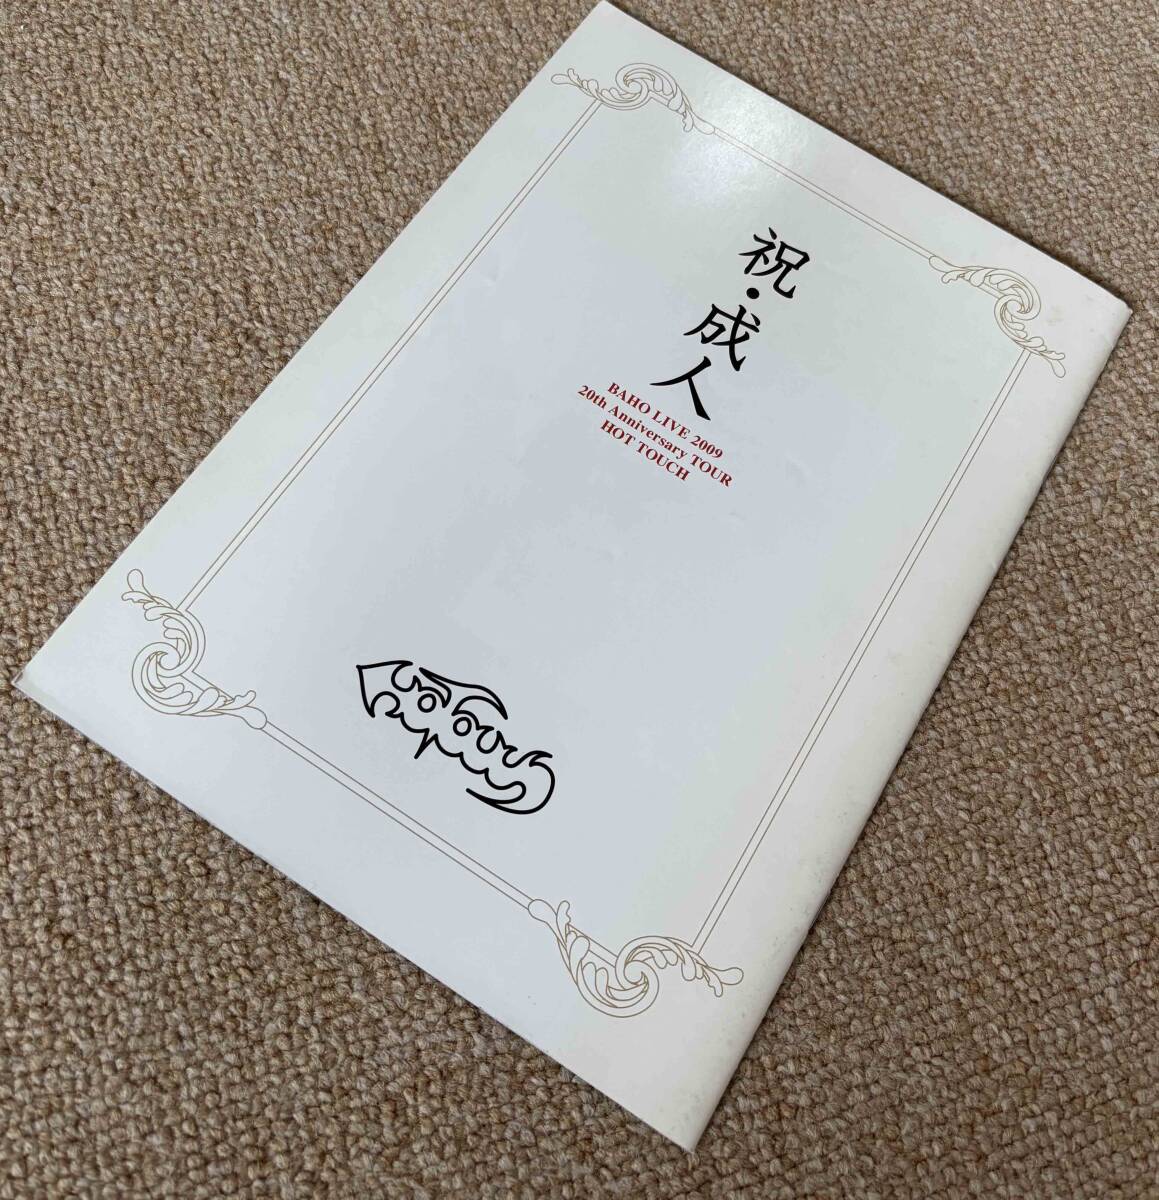 祝・成人
BAHO LIVE 2009
20th Anniversary TOUR
HOT TOUCH